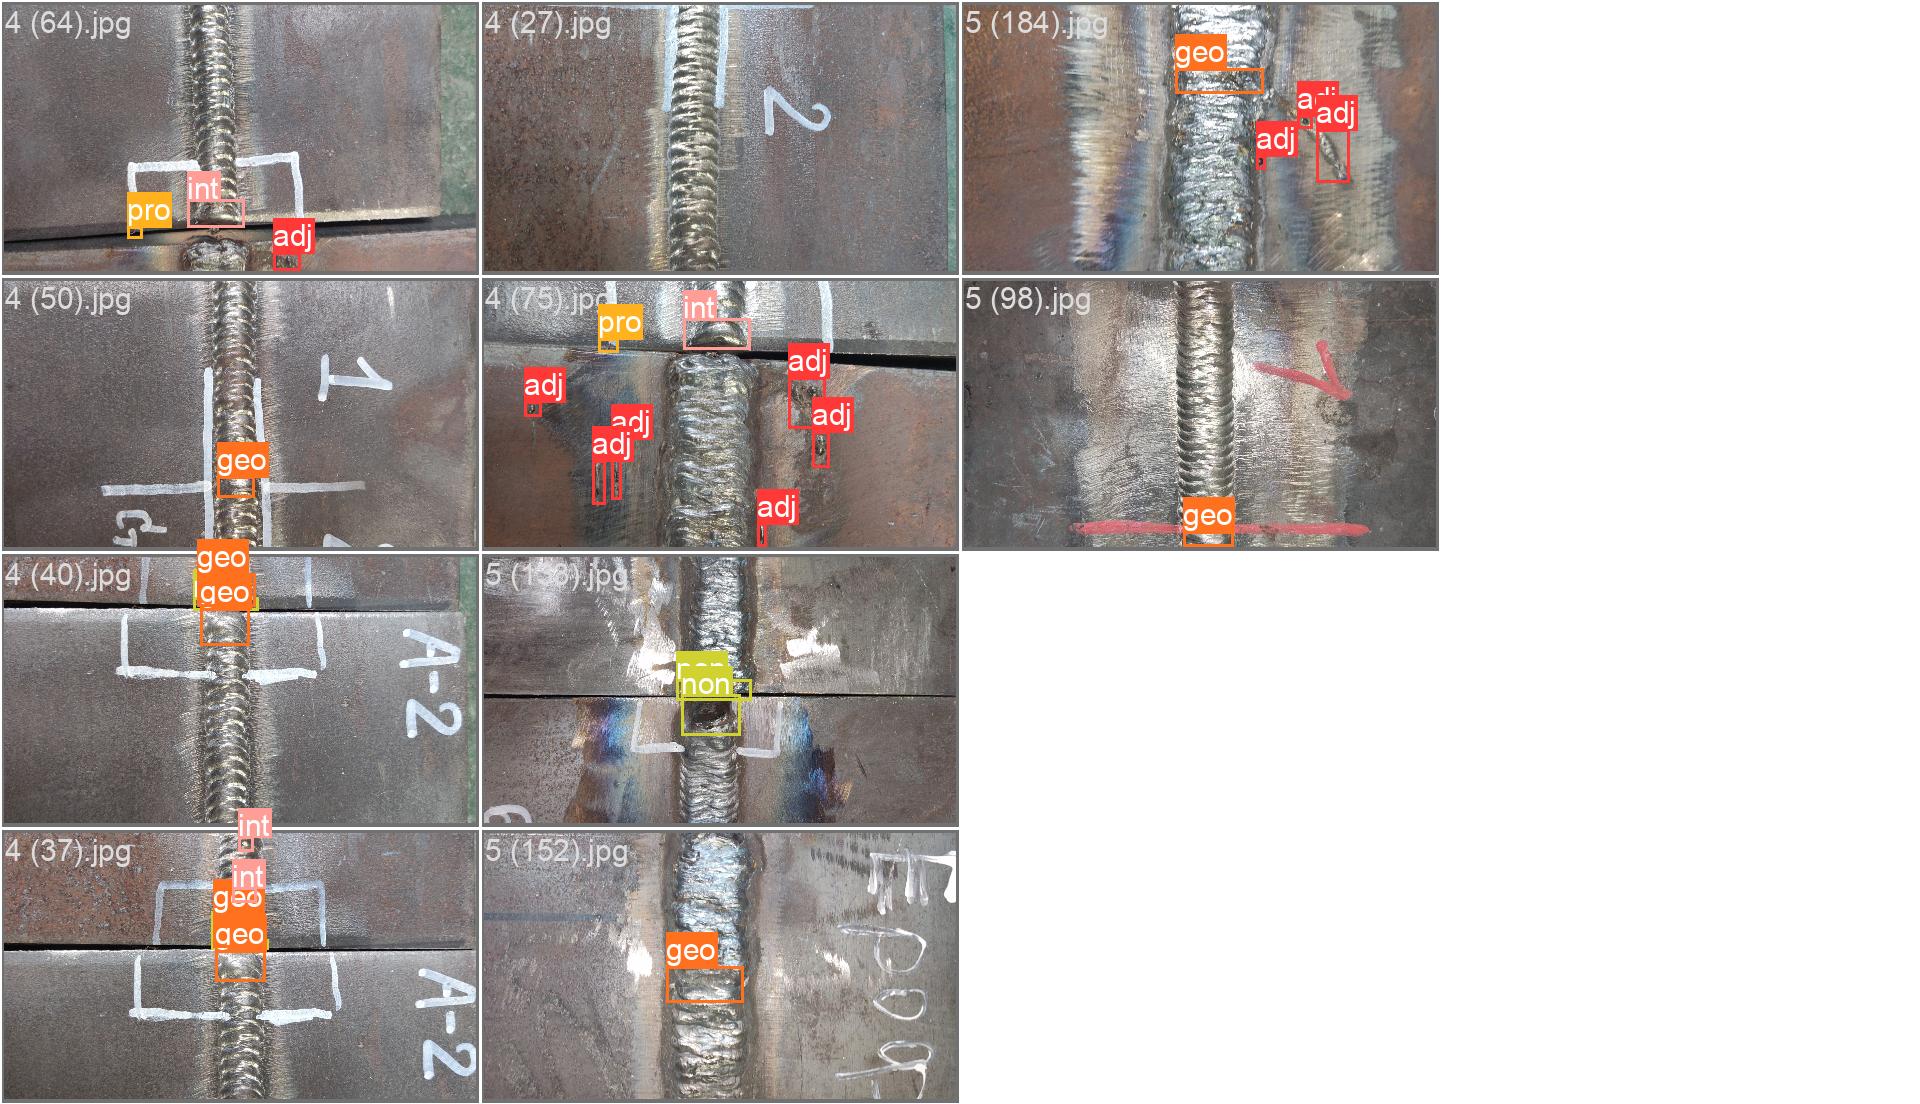 4 (64).jpg
pro
int
adj
4 (27).jpg
2
5 (184).jpg
geo
adj
adj
adj
4 (50).jpg
1
geo
4 (75).jpg
pro
int
adj
adj
adj
adj
adj
adj
5 (98).jpg
geo
4 (40).jpg
geo
geo
A-2
non
non
4 (37).jpg
int
int
geo
geo
A-2
5 (152).jpg
geo